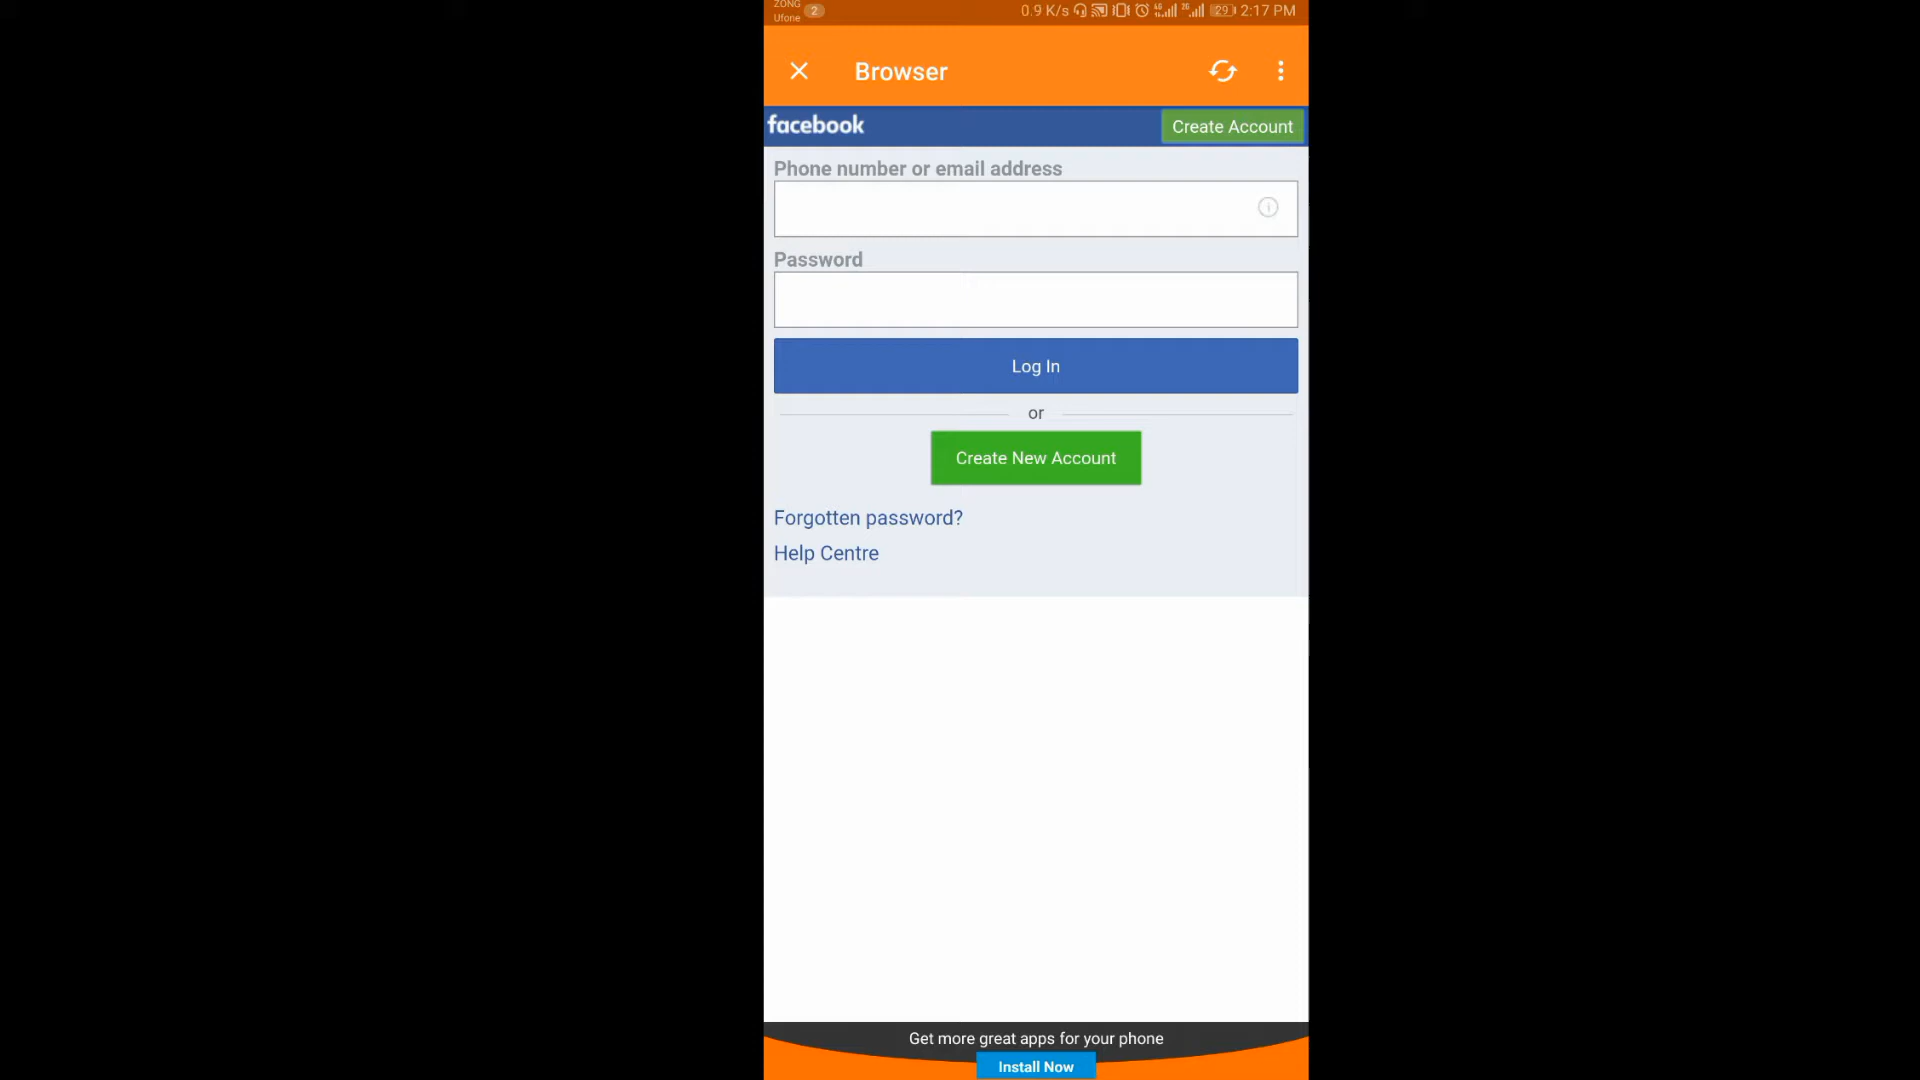 ZONG
Ufone 2
0.9 K/s 4G 2G 29 2:17 PM
Browser
facebook
Create Account
Phone number or email address
Password
Log In
or
Create New Account
Forgotten password?
Help Centre
Get more great apps for your phone
Install Now